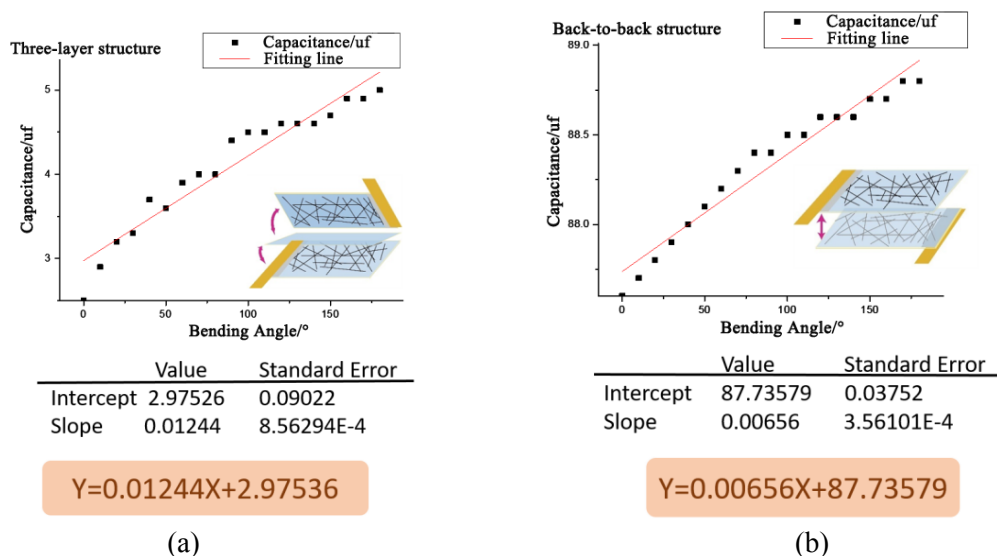 Three-layer structure
Capacitance/uf
Fitting line
5
4
3
Capacitance/uf
0
50
100
150
Bending Angle/°
Value Standard Error
Intercept 2.97526 0.09022
Slope 0.01244 8.56294E-4
Y=0.01244X+2.97536
(a)
Back-to-back structure
Capacitance/uf
Fitting line
89.0
88.5
88.0
Capacitance/uf
0
50
100
150
Bending Angle/°
Value Standard Error
Intercept 87.73579 0.03752
Slope 0.00656 3.56101E-4
Y=0.00656X+87.73579
(b)